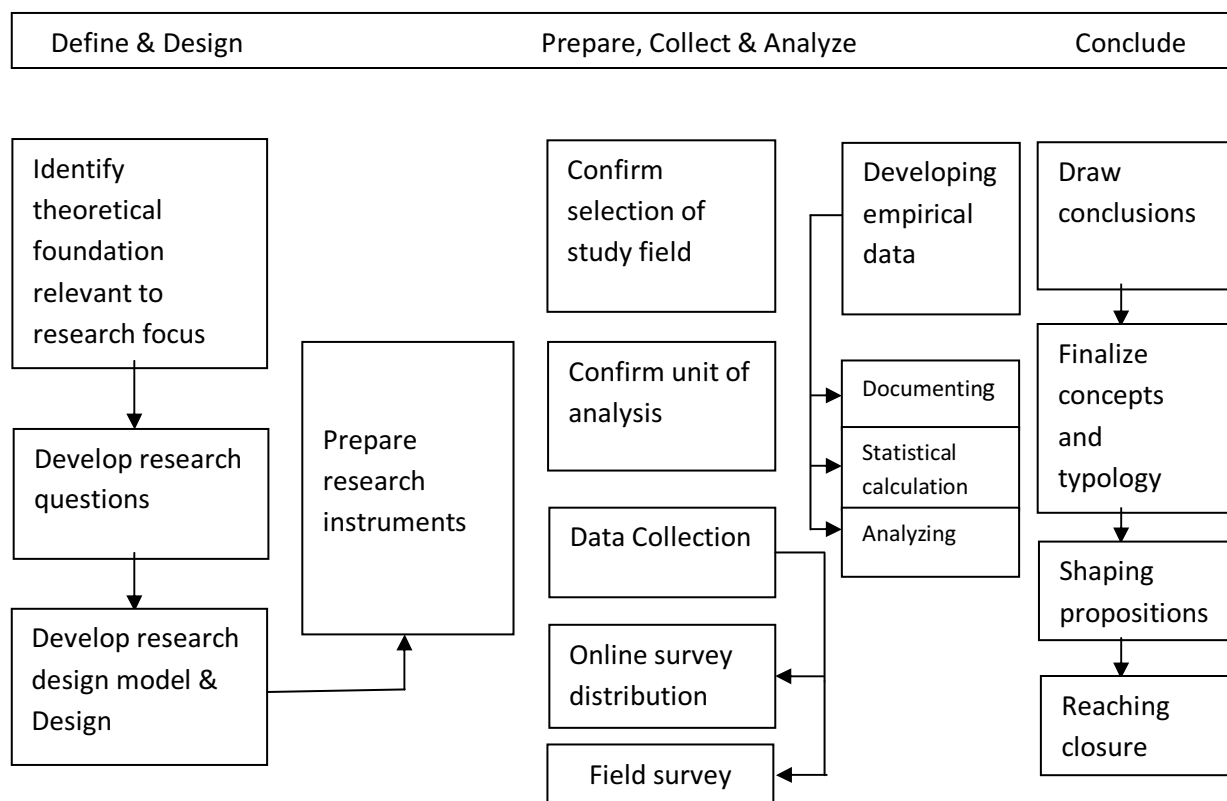 Define & Design
Prepare, Collect & Analyze
Conclude
Identify
theoretical
foundation
relevant to
research focus
Develop research
questions
Develop research
design model &
Design
Prepare
research
instruments
Confirm
selection of
study field
Confirm unit of
analysis
Data Collection
Online survey
distribution
Field survey
Developing
empirical
data
Documenting
Statistical
calculation
Analyzing
Draw
conclusions
Finalize
concepts
and
typology
Shaping
propositions
Reaching
closure